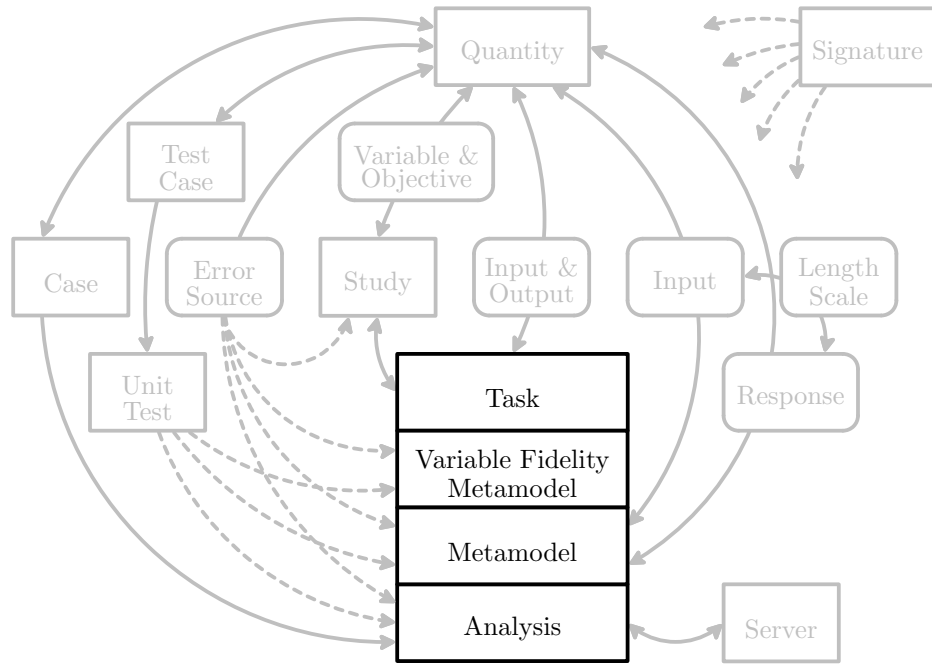 Quantity
Signature
Test
Case
Variable &
Objective
Case
Error
Source
Study
Input &
Output
Input
Length
Scale
Unit
Test
Task
Response
Variable Fidelity
Metamodel
Metamodel
Analysis
Server